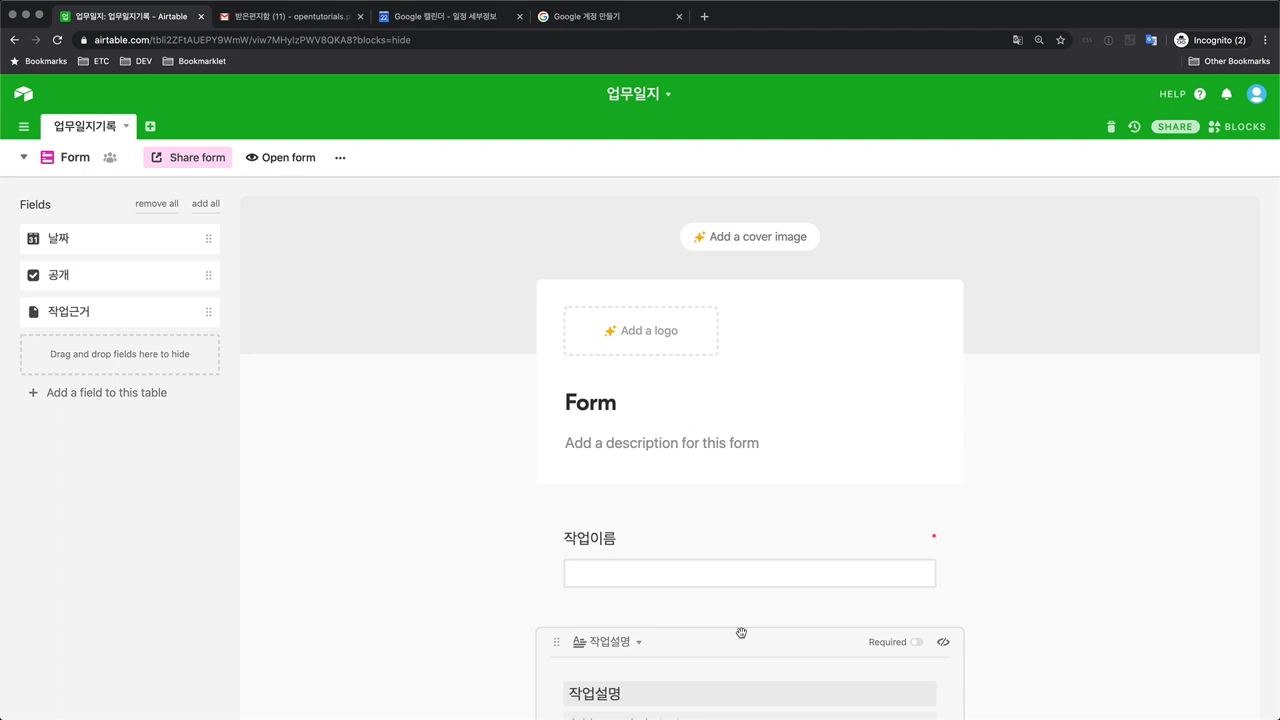 업무일지: 업무일지기록 - Airtable
받은편지함 (11) - opentutorials.p
Google 캘린더 - 일정 세부정보
Google 계정 만들기
airtable.com/tbli2ZFtAUEPY9WmW/viw7MHyIzPWV8QKA8?blocks=hide
Incognito (2)
Bookmarks
ETC
DEV
Bookmarklet
Other Bookmarks
업무일지
HELP
업무일지기록
SHARE
BLOCKS
Form
Share form
Open form
Fields
remove all
add all
날짜
공개
작업근거
Drag and drop fields here to hide
Add a field to this table
Add a cover image
Add a logo
Form
Add a description for this form
작업이름
작업설명
Required
작업설명